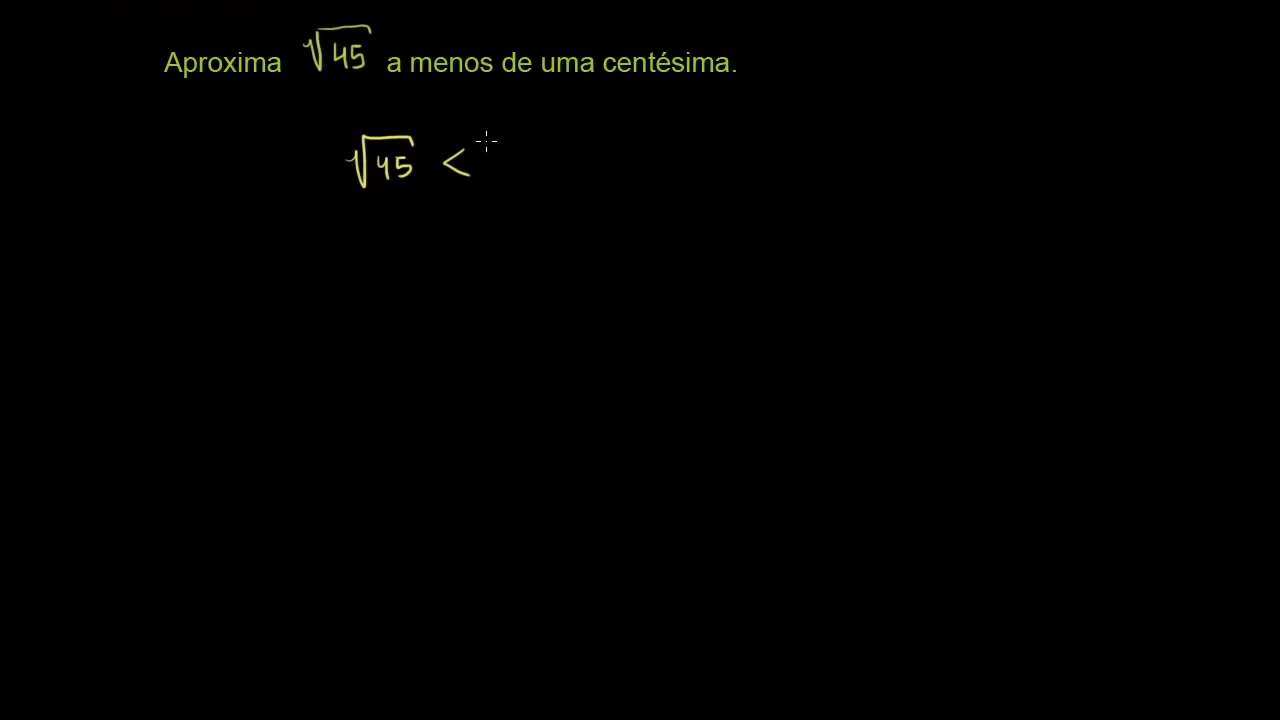 Aproxima √45 a menos de uma centésima.
√45 <